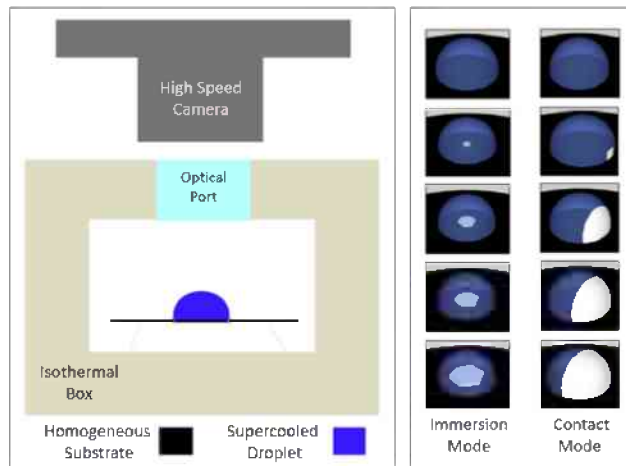 High Speed
Camera
Optical
Port
Isothermal
Box
Homogeneous
Substrate
Supercooled
Droplet
Immersion
Mode
Contact
Mode